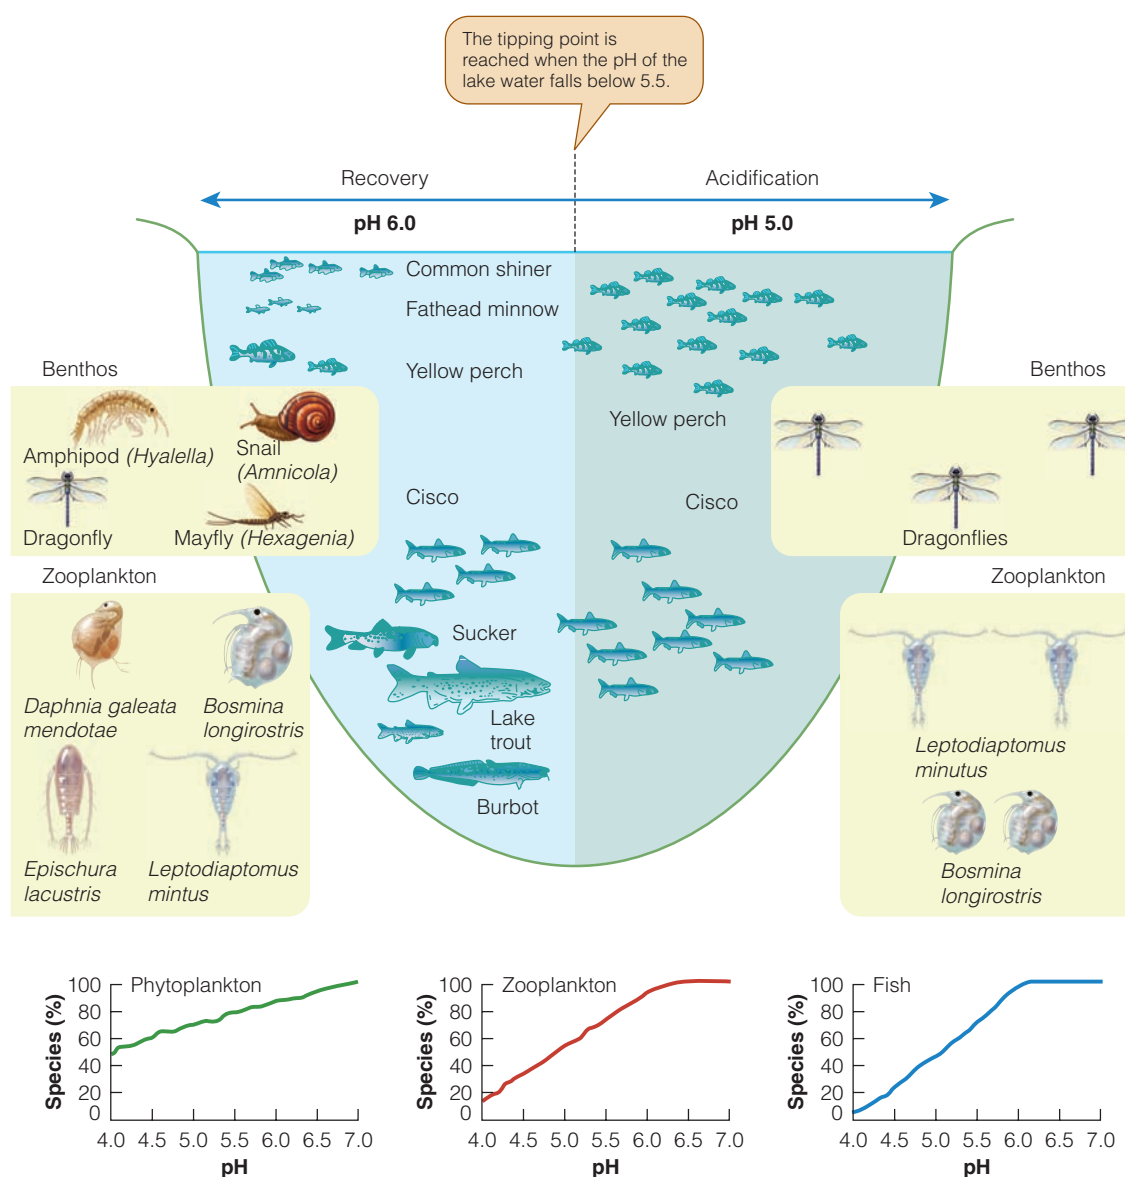 The tipping point is
reached when the pH of the
lake water falls below 5.5.
Recovery
Acidification
pH 6.0
pH 5.0
Common shiner
Fathead minnow
Yellow perch
Cisco
Sucker
Lake
trout
Burbot
Yellow perch
Cisco
Benthos
Amphipod (Hyalella)
Snail
(Amnicola)
Dragonfly
Mayfly (Hexagenia)
Zooplankton
Daphnia galeata
mendotae
Bosmina
longirostris
Epischura
lacustris
Leptodiaptomus
mintus
Benthos
Dragonflies
Zooplankton
Leptodiaptomus
minutus
Bosmina
longirostris
Phytoplankton
Species (%)
100
80
60
40
20
0
4.0 4.5 5.0 5.5 6.0 6.5 7.0
pH
Zooplankton
Species (%)
100
80
60
40
20
0
4.0 4.5 5.0 5.5 6.0 6.5 7.0
pH
Fish
Species (%)
100
80
60
40
20
0
4.0 4.5 5.0 5.5 6.0 6.5 7.0
pH